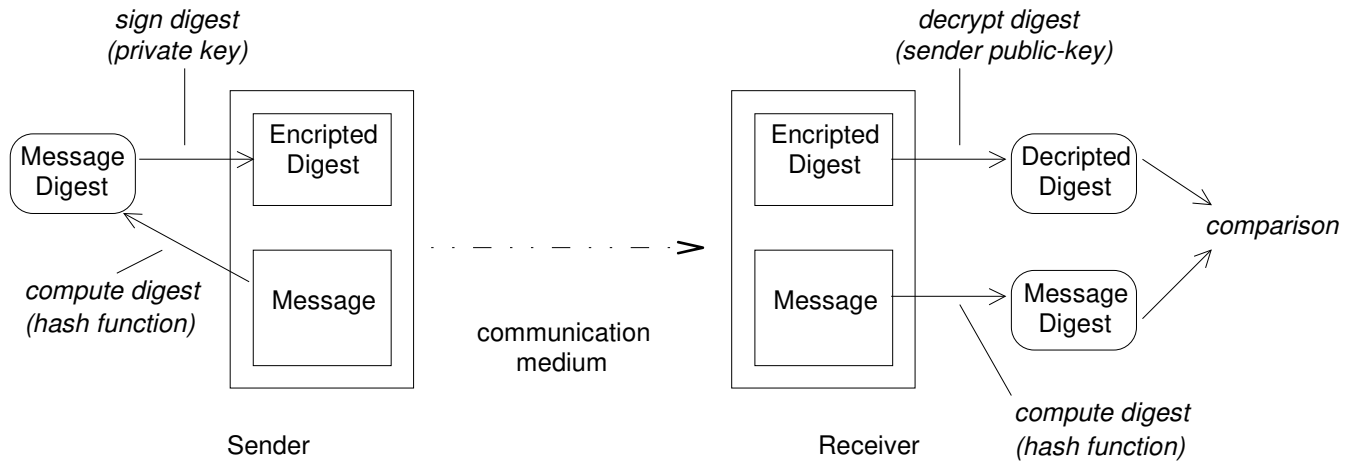 sign digest
(private key)
Message
Digest
Encripted
Digest
Message
compute digest
(hash function)
Sender
communication
medium
decrypt digest
(sender public-key)
Encripted
Digest
Decripted
Digest
comparison
Message
Message
Digest
compute digest
(hash function)
Receiver